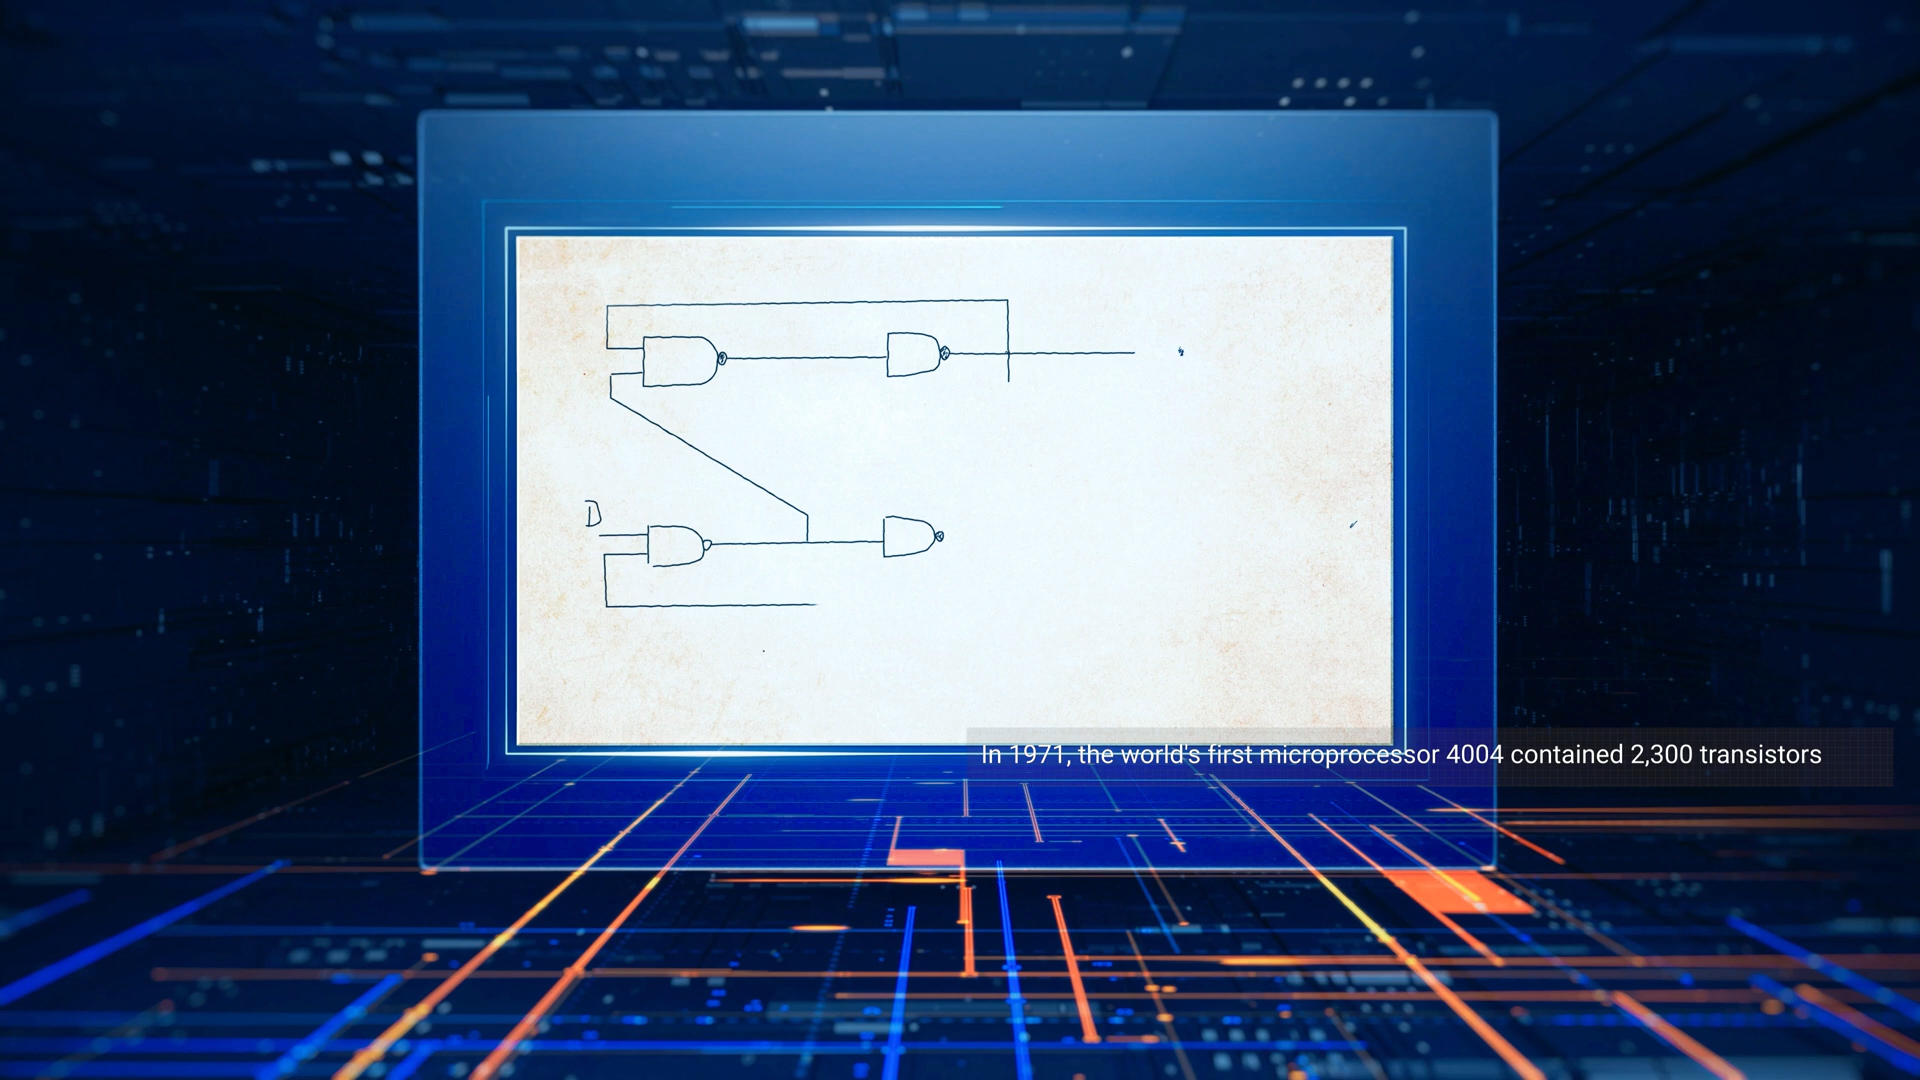 D
In 1971, the world's first microprocessor 4004 contained 2,300 transistors